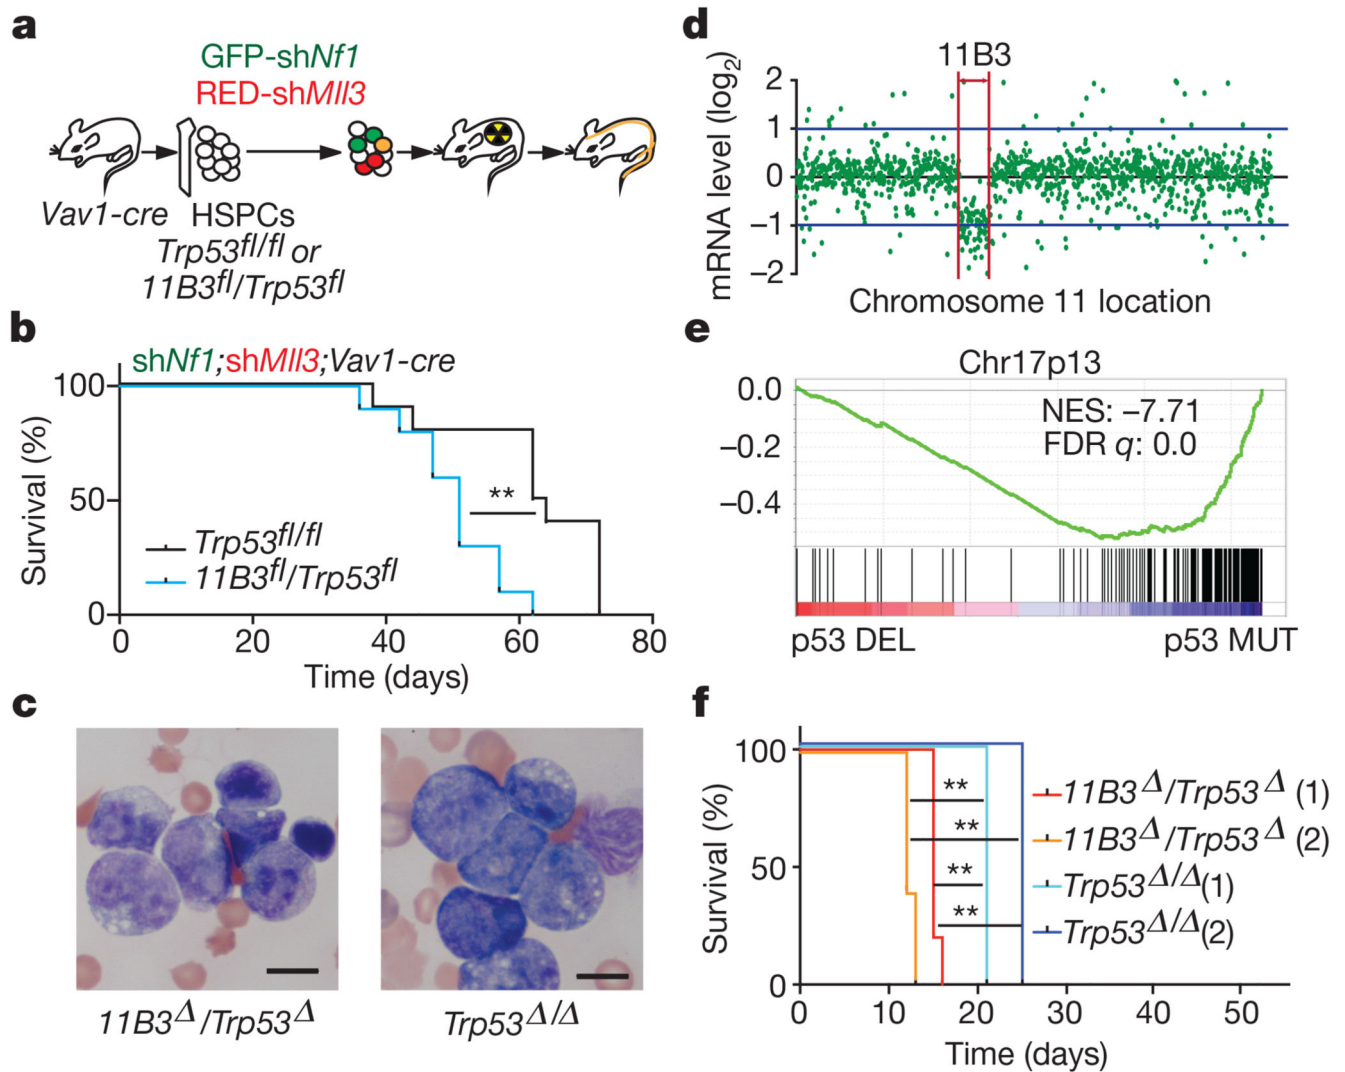 a
GFP-shNf1
RED-shMll3
Vav1-cre
HSPCs
Trp53fl/fl or
11B3fl/Trp53fl
b
shNf1;shMll3;Vav1-cre
Survival (%)
100
50
0
**
Trp53fl/fl
11B3fl/Trp53fl
0 20 40 60 80
Time (days)
c
11B3Δ/Trp53Δ
Trp53Δ/Δ
d
11B3
mRNA level (log2)
2
1
0
−1
−2
Chromosome 11 location
e
Chr17p13
0.0
−0.2
−0.4
NES: −7.71
FDR q: 0.0
p53 DEL
p53 MUT
f
Survival (%)
100
50
0
**
**
**
**
11B3Δ/Trp53Δ (1)
11B3Δ/Trp53Δ (2)
Trp53Δ/Δ(1)
Trp53Δ/Δ(2)
0 10 20 30 40 50
Time (days)